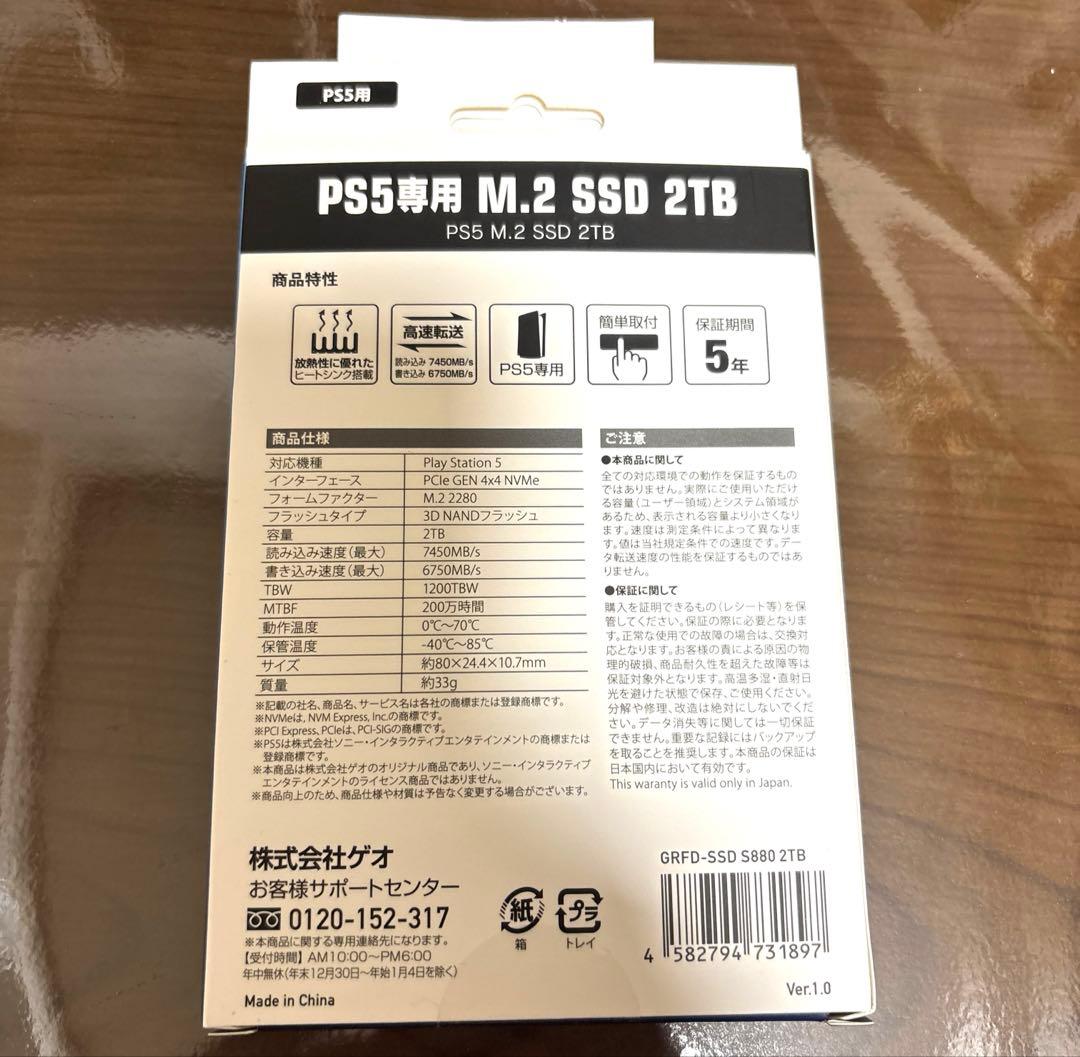 PS5用
PS5専用 M.2 SSD 2TB
PS5 M.2 SSD 2TB
商品特性
放熱性に優れた
ヒートシンク搭載
高速転送
読み込み 7450MB/s
書き込み 6750MB/s
PS5専用
簡単取付
保証期間
5年
商品仕様
対応機種 Play Station 5
インターフェース PCIe GEN 4x4 NVMe
フォームファクター M.2 2280
フラッシュタイプ 3D NANDフラッシュ
容量 2TB
読み込み速度(最大) 7450MB/s
書き込み速度(最大) 6750MB/s
TBW 1200TBW
MTBF 200万時間
動作温度 0℃～70℃
保管温度 -40℃～85℃
サイズ 約80×24.4×10.7mm
質量 約33g
※記載の社名、商品名、サービス名は各社の商標または登録商標です。
※NVMeは、NVM Express, Inc.の商標です。
※PCI Express、PCIeは、PCI-SIGの商標です。
※PS5は株式会社ソニー・インタラクティブエンタテインメントの商標または
登録商標です。
※本商品は株式会社ゲオのオリジナル商品であり、ソニー・インタラクティブ
エンタテインメントのライセンス商品ではありません。
※商品向上のため、商品仕様や材質は予告なく変更する場合がございます。
ご注意
●本商品に関して
全ての対応環境での動作を保証するもの
ではありません。実際にご使用いただけ
る容量(ユーザー領域)とシステム領域が
あるため、表示される容量より小さくなり
ます。速度は測定条件によって異なりま
す。値は当社規定条件での速度です。デー
タ転送速度の性能を保証するものではあ
りません。
●保証に関して
購入を証明できるもの(レシート等)を保
管してください。保証の際に必要となりま
す。正常な使用での故障の場合は、交換対
応となります。お客様の責による原因の物
理的破損、商品耐久性を超えた故障等は
保証対象外となります。高温多湿・直射日
光を避けた状態で保存、ご使用ください。
分解や修理、改造は絶対にしないでくだ
さい。データ消失等に関しては一切保証
できません。重要な記録にはバックアップ
を取ることを推奨します。本商品の保証は
日本国内において有効です。
This waranty is valid only in Japan.
株式会社ゲオ
お客様サポートセンター
0120-152-317
※本商品に関する専用連絡先になります。
【受付時間】AM10:00～PM6:00
年中無休(年末12月30日～年始1月4日を除く)
Made in China
紙
箱
プラ
トレイ
GRFD-SSD S880 2TB
4 582794 731897
Ver.1.0